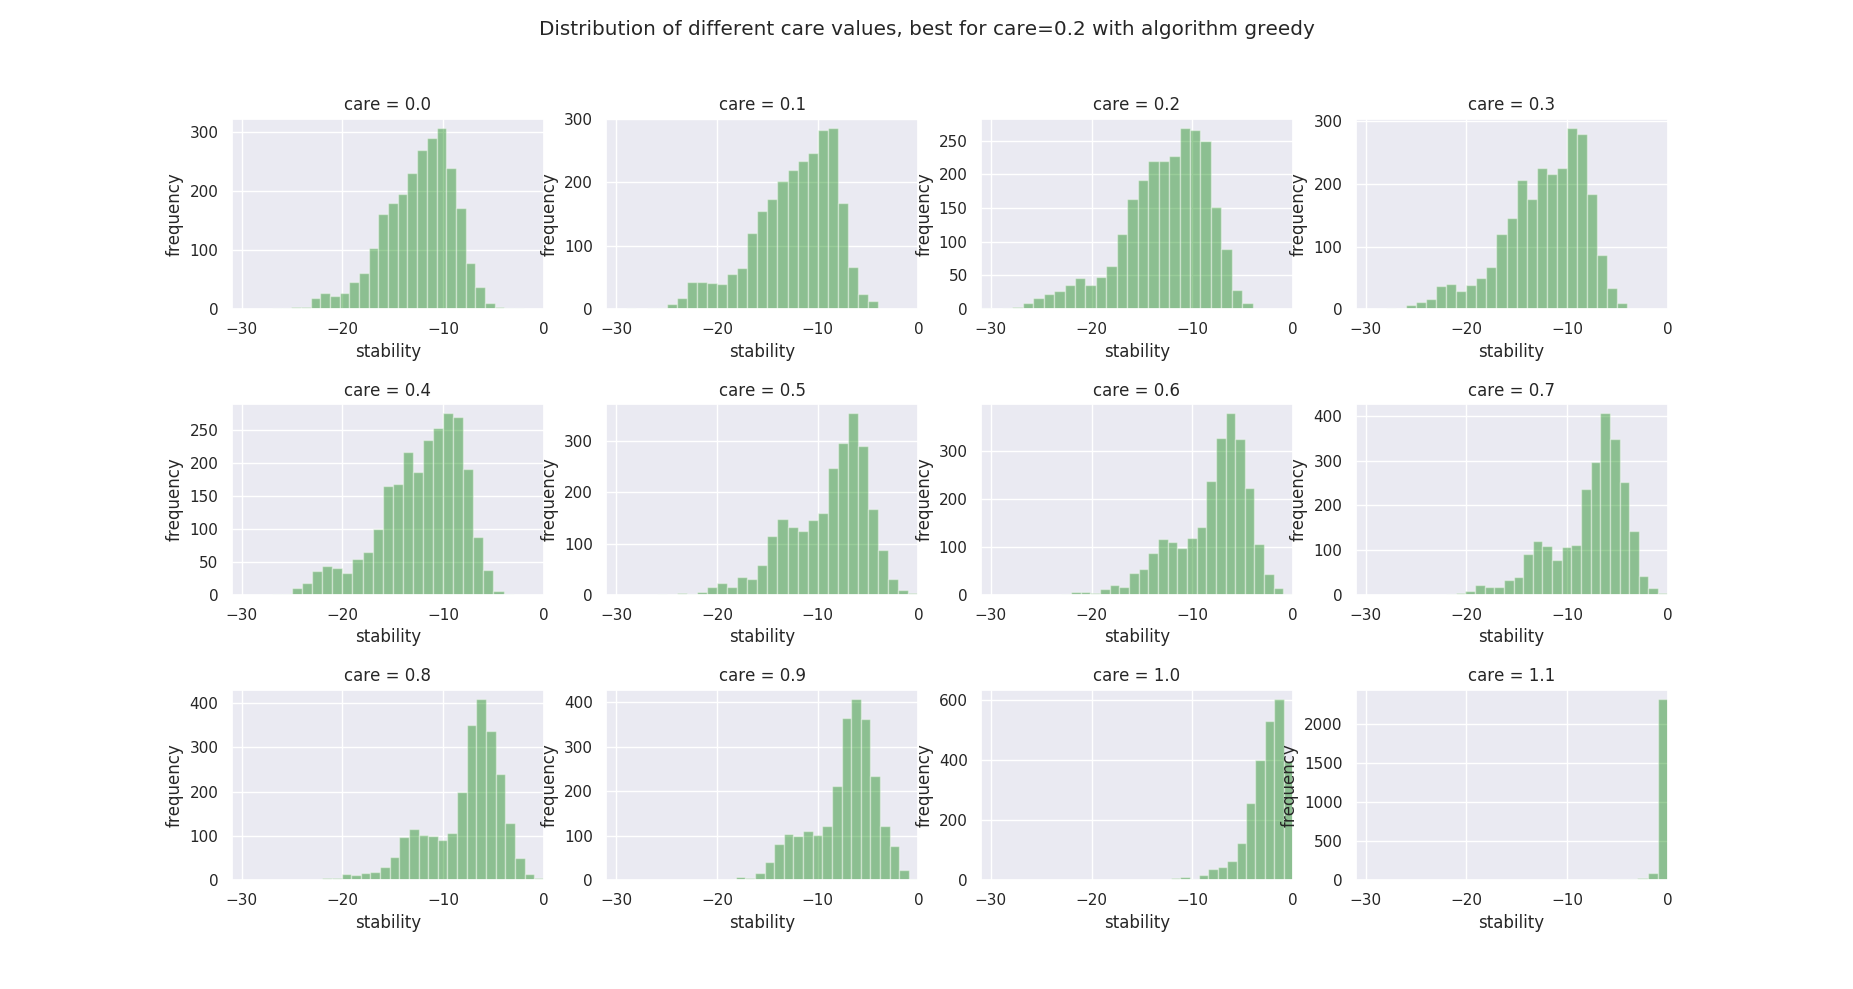 Distribution of different care values, best for care=0.2 with algorithm greedy
care = 0.0
frequency
300
200
100
0
−30 −20 −10 0
stability
care = 0.1
frequency
300
200
100
0
−30 −20 −10 0
stability
care = 0.2
frequency
250
200
150
100
50
0
−30 −20 −10 0
stability
care = 0.3
frequency
300
200
100
0
−30 −20 −10 0
stability
care = 0.4
frequency
250
200
150
100
50
0
−30 −20 −10 0
stability
care = 0.5
frequency
300
200
100
0
−30 −20 −10 0
stability
care = 0.6
frequency
300
200
100
0
−30 −20 −10 0
stability
care = 0.7
frequency
400
300
200
100
0
−30 −20 −10 0
stability
care = 0.8
frequency
400
300
200
100
0
−30 −20 −10 0
stability
care = 0.9
frequency
400
300
200
100
0
−30 −20 −10 0
stability
care = 1.0
frequency
600
400
200
0
−30 −20 −10 0
stability
care = 1.1
frequency
2000
1500
1000
500
0
−30 −20 −10 0
stability